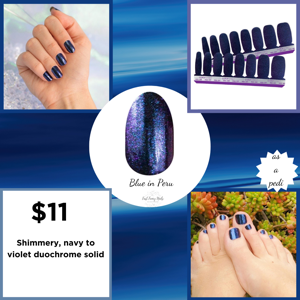 Blue in Peru
as
a
pedi
$11
Shimmery, navy to
violet duochrome solid